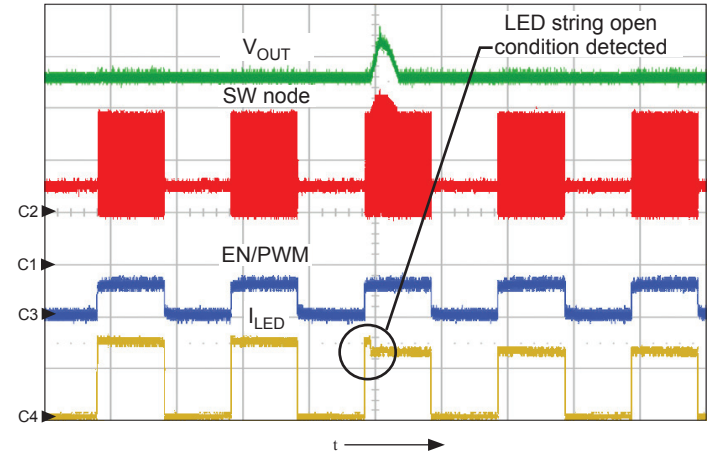 LED string open
condition detected
VOUT
SW node
C2
C1
EN/PWM
C3
ILED
C4
t